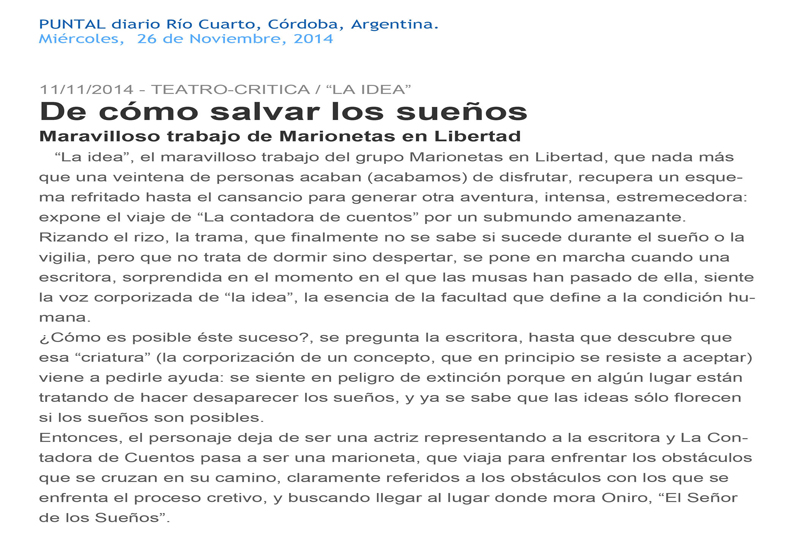 PUNTAL diario Río Cuarto, Córdoba, Argentina.
Miércoles,  26 de Noviembre, 2014
11/11/2014 - TEATRO-CRITICA / “LA IDEA”
De cómo salvar los sueños
Maravilloso trabajo de Marionetas en Libertad
“La idea”, el maravilloso trabajo del grupo Marionetas en Libertad, que nada más
que una veintena de personas acaban (acabamos) de disfrutar, recupera un esque-
ma refritado hasta el cansancio para generar otra aventura, intensa, estremecedora:
expone el viaje de “La contadora de cuentos” por un submundo amenazante.
Rizando el rizo, la trama, que finalmente no se sabe si sucede durante el sueño o la
vigilia, pero que no trata de dormir sino despertar, se pone en marcha cuando una
escritora, sorprendida en el momento en el que las musas han pasado de ella, siente
la voz corporizada de “la idea”, la esencia de la facultad que define a la condición hu-
mana.
¿Cómo es posible éste suceso?, se pregunta la escritora, hasta que descubre que
esa “criatura” (la corporización de un concepto, que en principio se resiste a aceptar)
viene a pedirle ayuda: se siente en peligro de extinción porque en algún lugar están
tratando de hacer desaparecer los sueños, y ya se sabe que las ideas sólo florecen
si los sueños son posibles.
Entonces, el personaje deja de ser una actriz representando a la escritora y La Con-
tadora de Cuentos pasa a ser una marioneta, que viaja para enfrentar los obstáculos
que se cruzan en su camino, claramente referidos a los obstáculos con los que se
enfrenta el proceso cretivo, y buscando llegar al lugar donde mora Oniro, “El Señor
de los Sueños”.